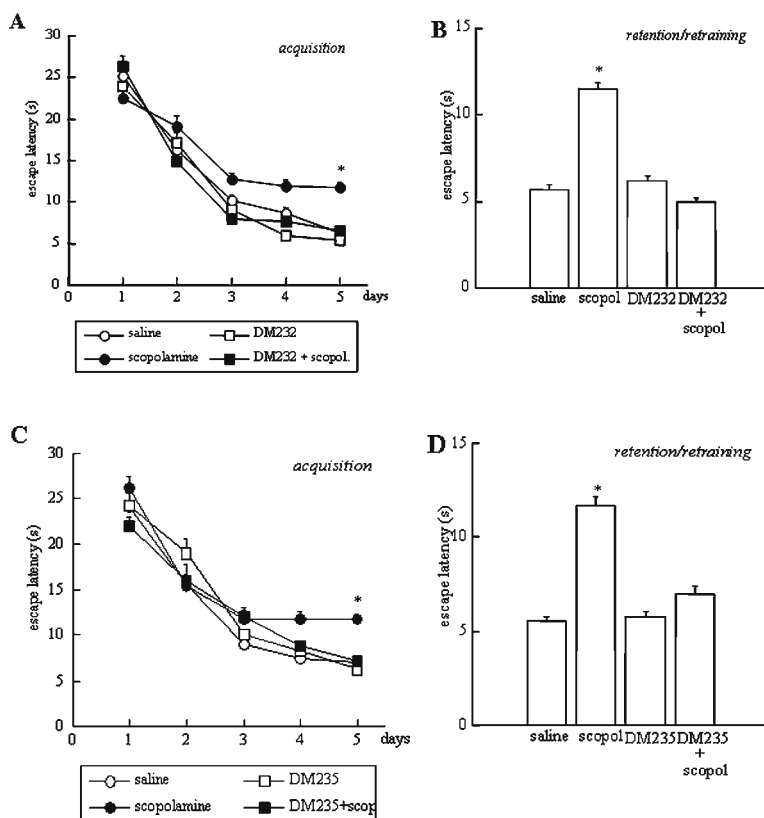 A
acquisition
escape latency (s)
30
25
20
15
10
5
0
*
0 1 2 3 4 5 days
saline DM232
scopolamine DM232 + scopol.
B
retention/retraining
escape latency (s)
15
10
5
0
*
saline scopol DM232 DM232
+
scopol
C
acquisition
escape latency (s)
30
25
20
15
10
5
0
*
0 1 2 3 4 5 days
saline DM235
scopolamine DM235+scop
D
retention/retraining
escape latency (s)
15
10
5
0
*
saline scopol DM235 DM235
+
scopol